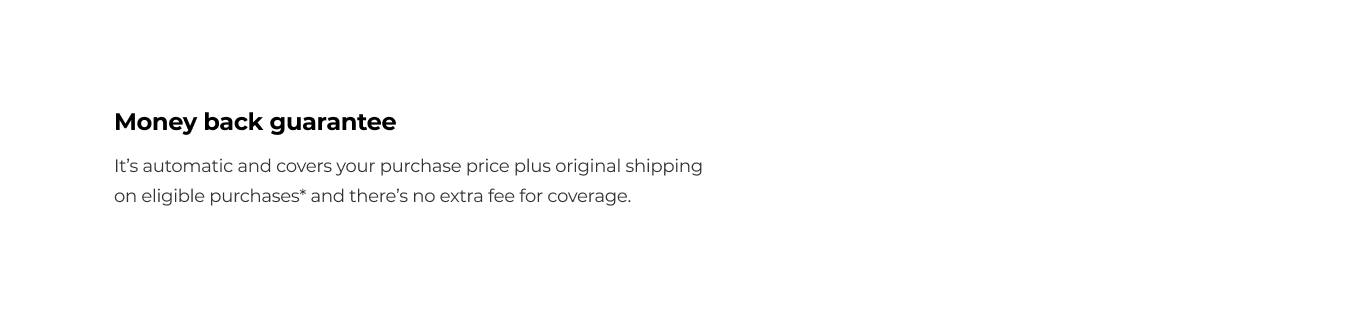 Money back guarantee
It’s automatic and covers your purchase price plus original shipping
on eligible purchases* and there’s no extra fee for coverage.